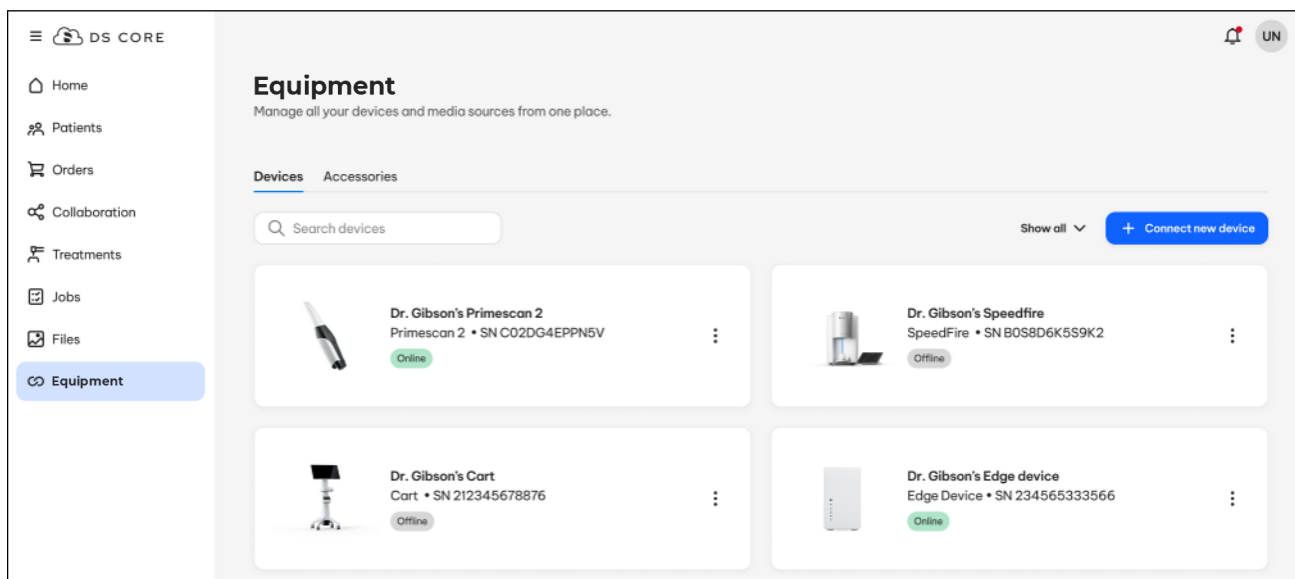 DS CORE
UN
Home
Patients
Orders
Collaboration
Treatments
Jobs
Files
Equipment
Equipment
Manage all your devices and media sources from one place.
Devices Accessories
Search devices
Show all
+ Connect new device
Dr. Gibson's Primescan 2
Primescan 2 • SN C02DG4EPPN5V
Online
Dr. Gibson's Speedfire
SpeedFire • SN B0S8D6K5S9K2
Offline
Dr. Gibson's Cart
Cart • SN 212345678876
Offline
Dr. Gibson's Edge device
Edge Device • SN 234565333566
Online